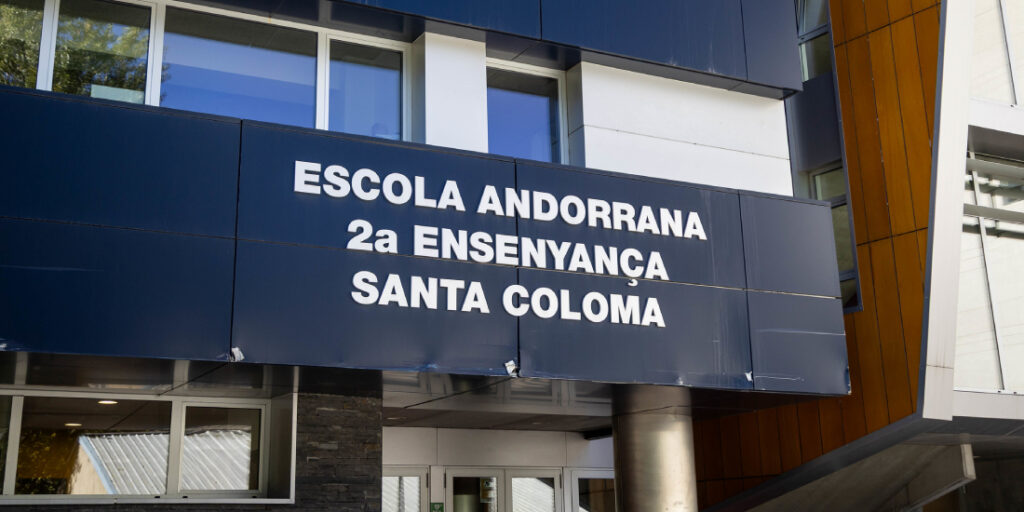 ESCOLA ANDORRANA
2a ENSENYANÇA
SANTA COLOMA